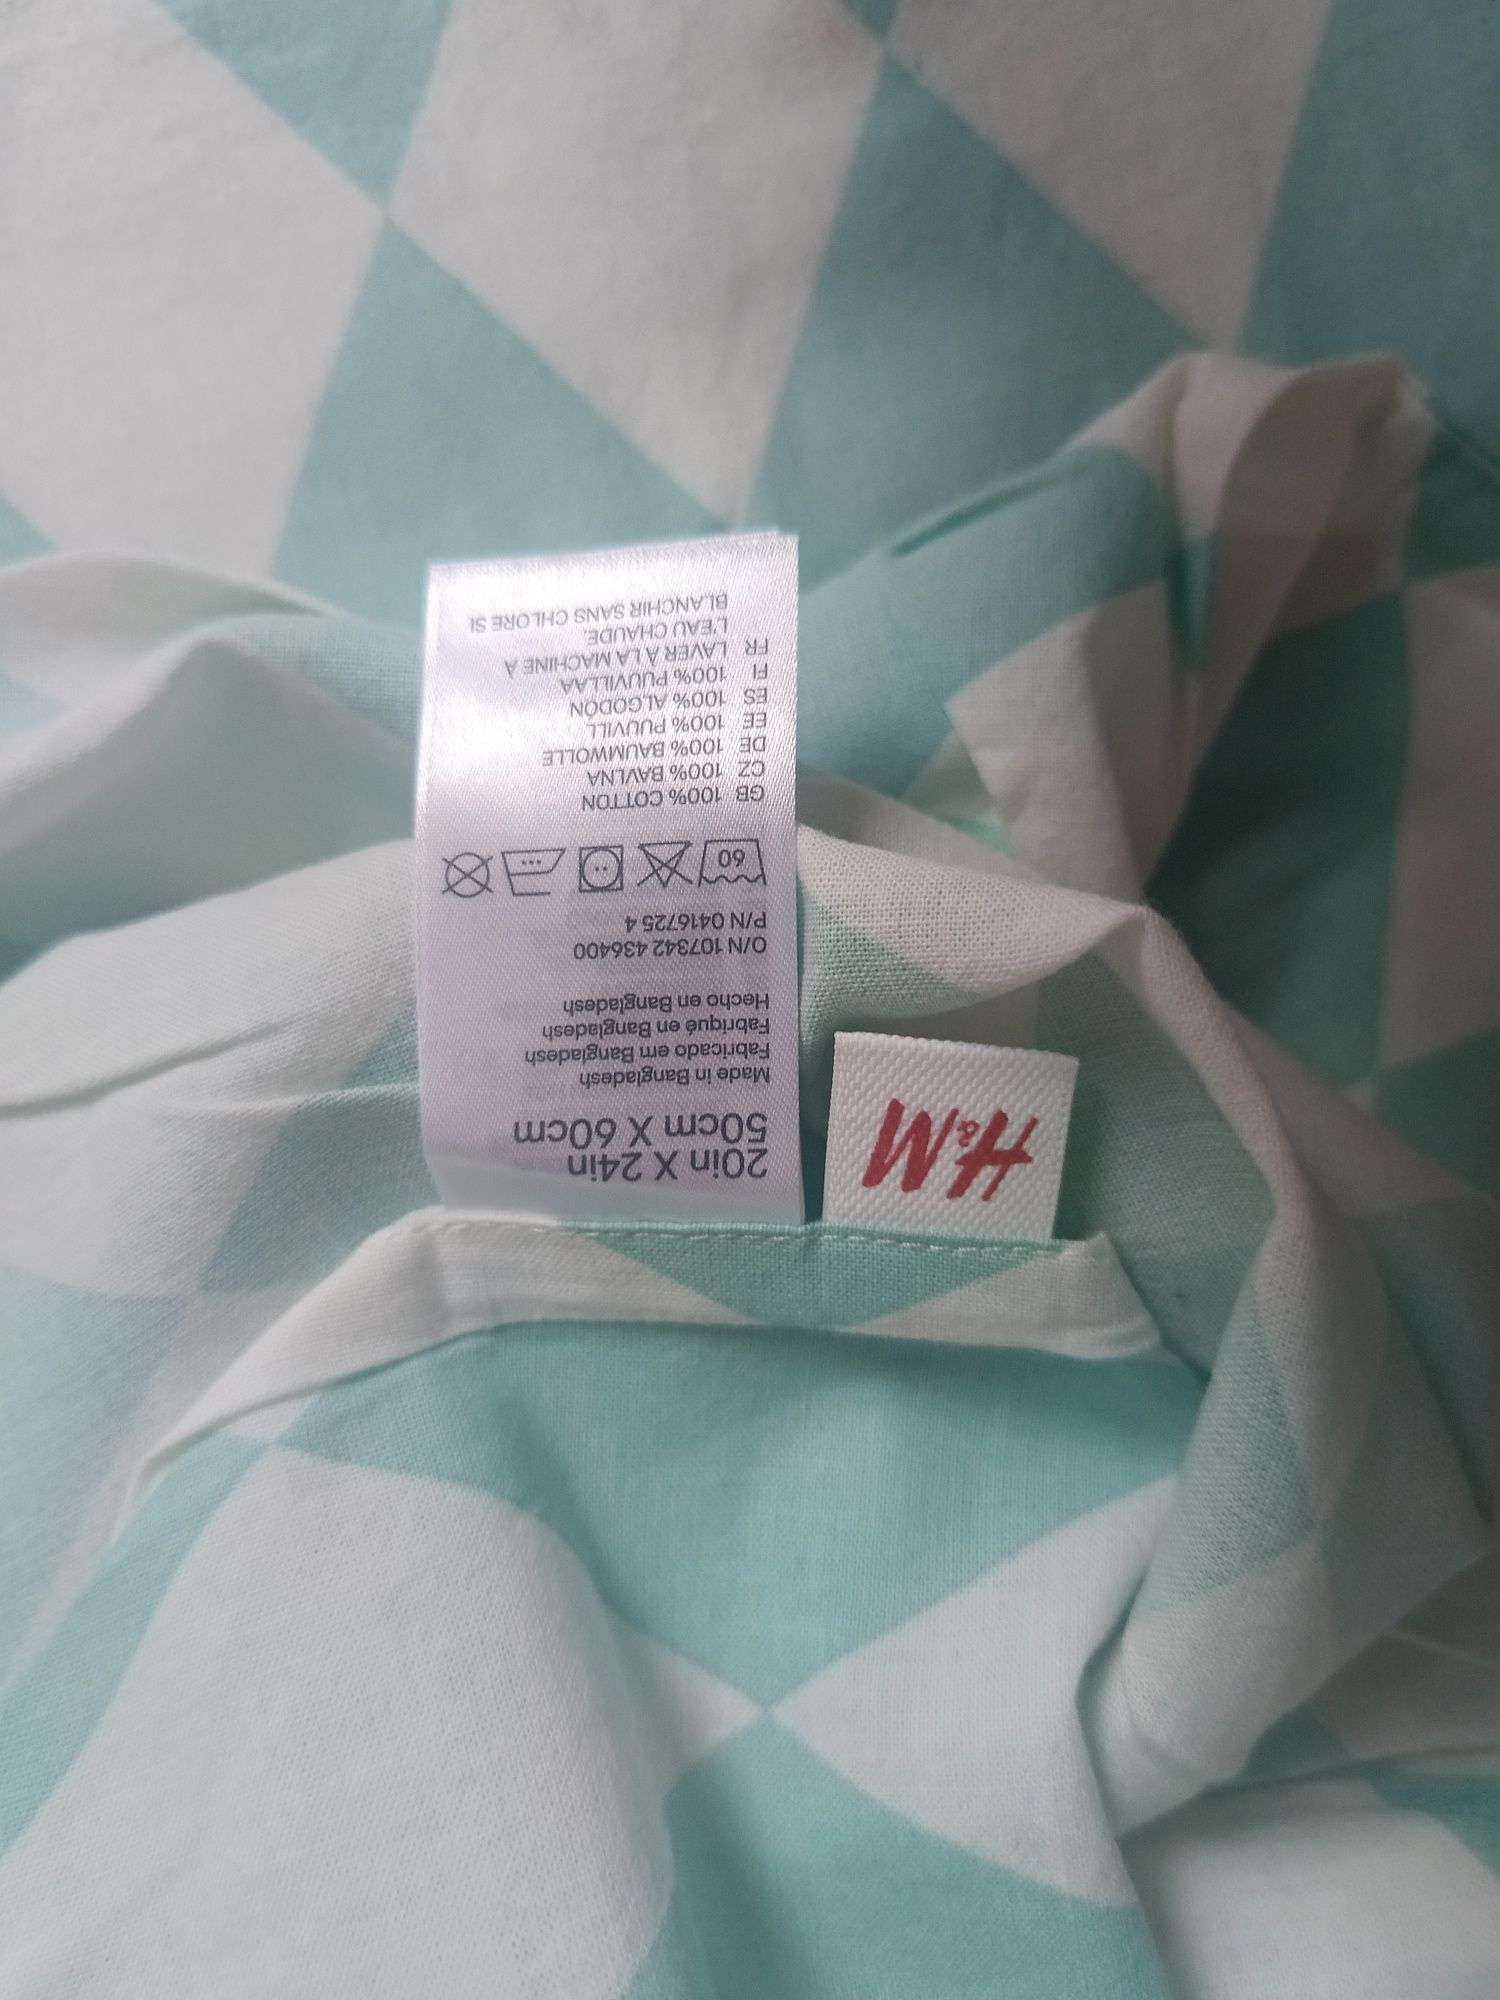 H&M
20in X 24in
50cm X 60cm
Made in Bangladesh
Fabricado em Bangladesh
Fabriqué en Bangladesh
Hecho en Bangladesh
O/N 107342 436400
P/N 0416725 4
60
GB 100% COTTON
CZ 100% BAVLNA
DE 100% BAUMWOLLE
EE 100% PUUVILL
ES 100% ALGODÓN
FI 100% PUUVILLAA
FR LAVER À LA MACHINE À
L'EAU CHAUDE.
BLANCHIR SANS CHLORE SI